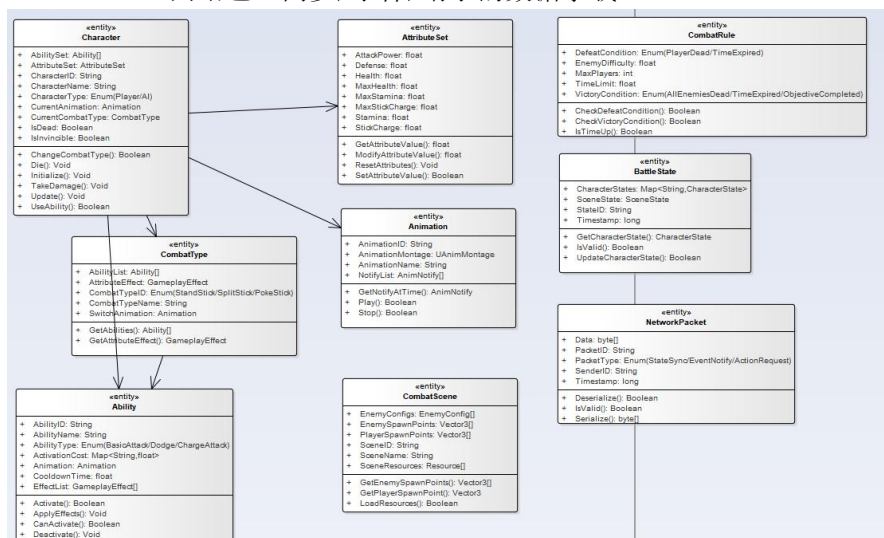 «entity»
Character
+ AbilitySet: Ability[]
+ AttributeSet: AttributeSet
+ CharacterID: String
+ CharacterName: String
+ CharacterType: Enum(Player/AI)
+ CurrentAnimation: Animation
+ CurrentCombatType: CombatType
+ IsDead: Boolean
+ IsInvincible: Boolean
+ ChangeCombatType(): Boolean
+ Die(): Void
+ Initialize(): Void
+ TakeDamage(): Void
+ Update(): Void
+ UseAbility(): Boolean
«entity»
AttributeSet
+ AttackPower: float
+ Defense: float
+ Health: float
+ MaxHealth: float
+ MaxStamina: float
+ MaxStickCharge: float
+ Stamina: float
+ StickCharge: float
+ GetAttributeValue(): float
+ ModifyAttributeValue(): float
+ ResetAttributes(): Void
+ SetAttributeValue(): Boolean
«entity»
CombatRule
+ DefeatCondition: Enum(PlayerDead/TimeExpired)
+ EnemyDifficulty: float
+ MaxPlayers: int
+ TimeLimit: float
+ VictoryCondition: Enum(AllEnemiesDead/TimeExpired/ObjectiveCompleted)
+ CheckDefeatCondition(): Boolean
+ CheckVictoryCondition(): Boolean
+ IsTimeUp(): Boolean
«entity»
BattleState
+ CharacterStates: Map<String,CharacterState>
+ SceneState: SceneState
+ StateID: String
+ Timestamp: long
+ GetCharacterState(): CharacterState
+ IsValid(): Boolean
+ UpdateCharacterState(): Boolean
«entity»
CombatType
+ AbilityList: Ability[]
+ AttributeEffect: GameplayEffect
+ CombatTypeID: Enum(StandStick/SplitStick/PokeStick)
+ CombatTypeName: String
+ SwitchAnimation: Animation
+ GetAbilities(): Ability[]
+ GetAttributeEffect(): GameplayEffect
«entity»
Animation
+ AnimationID: String
+ AnimationMontage: UAnimMontage
+ AnimationName: String
+ NotifyList: AnimNotify[]
+ GetNotifyAtTime(): AnimNotify
+ Play(): Boolean
+ Stop(): Boolean
«entity»
NetworkPacket
+ Data: byte[]
+ PacketID: String
+ PacketType: Enum(StateSync/EventNotify/ActionRequest)
+ SenderID: String
+ Timestamp: long
+ Deserialize(): Boolean
+ IsValid(): Boolean
+ Serialize(): byte[]
«entity»
Ability
+ AbilityID: String
+ AbilityName: String
+ AbilityType: Enum(BasicAttack/Dodge/ChargeAttack)
+ ActivationCost: Map<String,float>
+ Animation: Animation
+ CooldownTime: float
+ EffectList: GameplayEffect[]
+ Activate(): Boolean
+ ApplyEffects(): Void
+ CanActivate(): Boolean
+ Deactivate(): Void
«entity»
CombatScene
+ EnemyConfigs: EnemyConfig[]
+ EnemySpawnPoints: Vector3[]
+ PlayerSpawnPoints: Vector3[]
+ SceneID: String
+ SceneName: String
+ SceneResources: Resource[]
+ GetEnemySpawnPoints(): Vector3[]
+ GetPlayerSpawnPoint(): Vector3
+ LoadResources(): Boolean